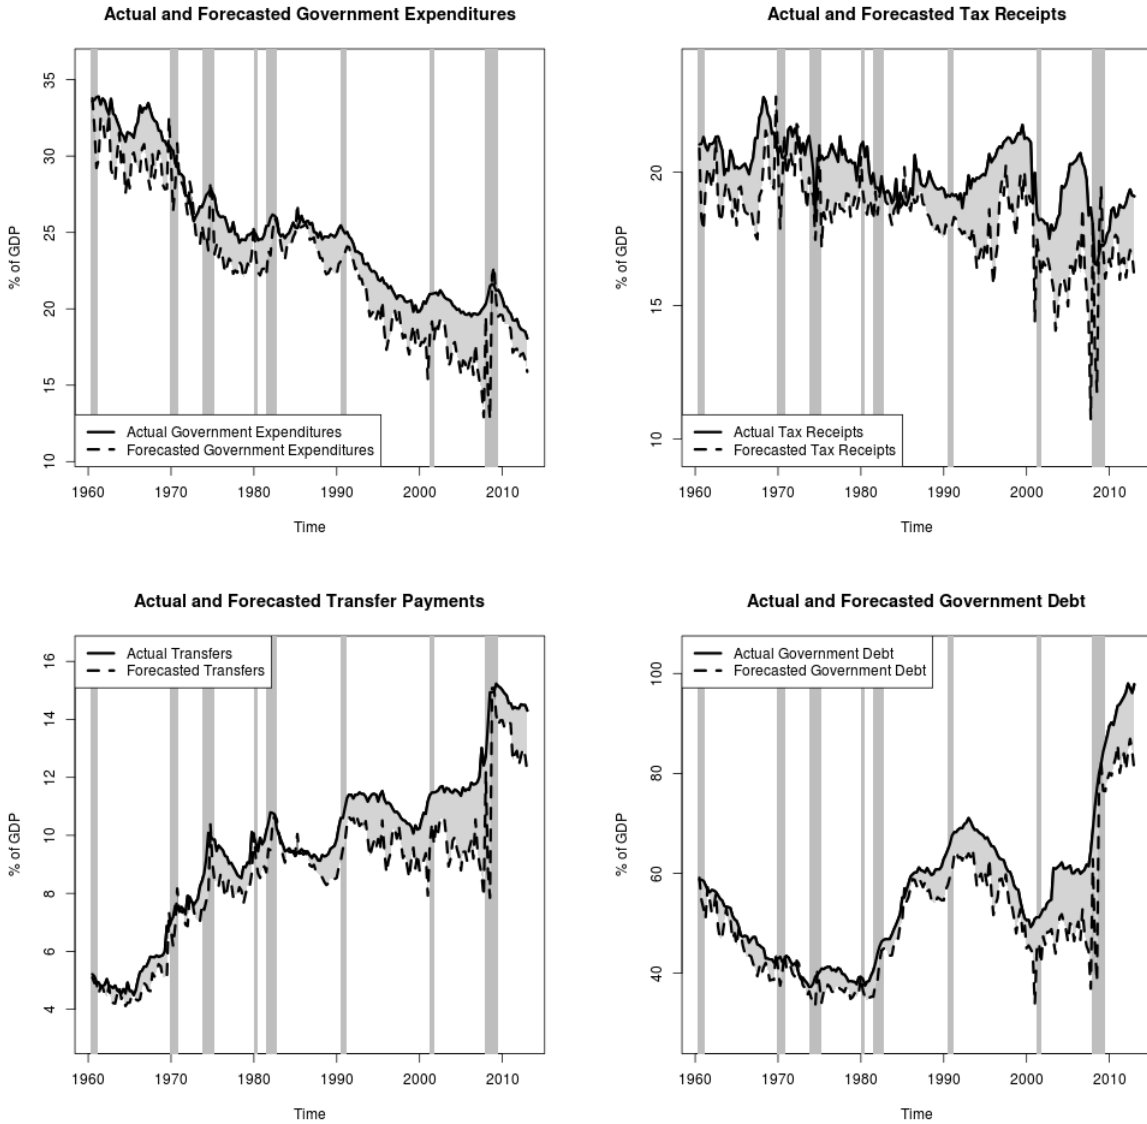 Actual and Forecasted Government Expenditures
% of GDP
35
30
25
20
15
10
Actual Government Expenditures
Forecasted Government Expenditures
1960 1970 1980 1990 2000 2010
Time
Actual and Forecasted Tax Receipts
% of GDP
20
15
10
Actual Tax Receipts
Forecasted Tax Receipts
1960 1970 1980 1990 2000 2010
Time
Actual and Forecasted Transfer Payments
% of GDP
Actual Transfers
Forecasted Transfers
16
14
12
10
8
6
4
1960 1970 1980 1990 2000 2010
Time
Actual and Forecasted Government Debt
% of GDP
Actual Government Debt
Forecasted Government Debt
100
80
60
40
1960 1970 1980 1990 2000 2010
Time